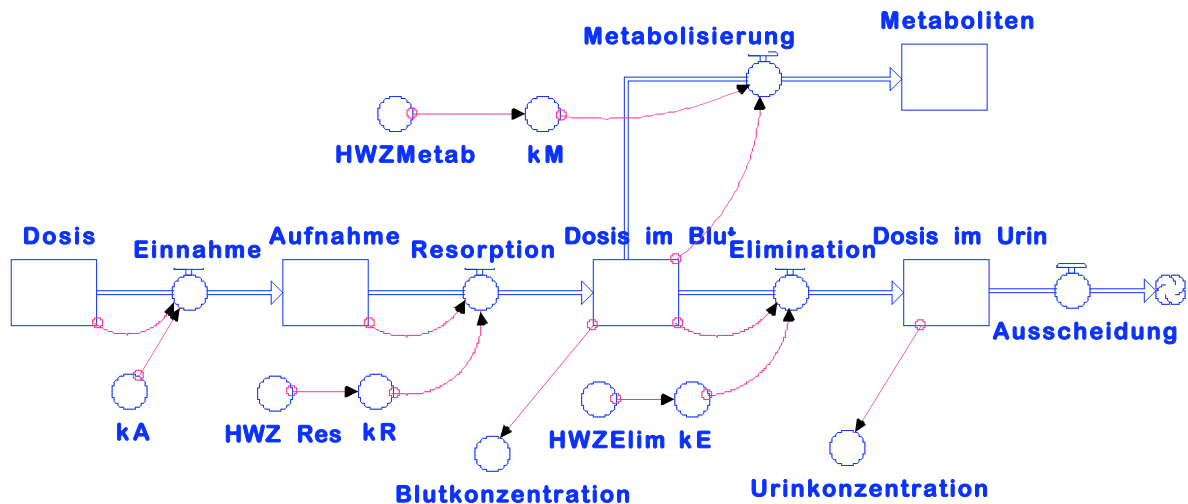 Metaboliten
Metabolisierung
HWZMetab
kM
Dosis
Einnahme
Aufnahme
Resorption
Dosis im Blut
Elimination
Dosis im Urin
Ausscheidung
kA
HWZ Res
kR
HWZElim
kE
Blutkonzentration
Urinkonzentration